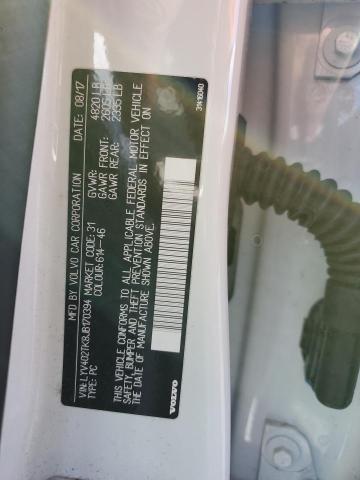 MFD BY VOLVO CAR CORPORATION DATE: 08/17
VIN: LYV402TK8JB170394 MARKET CODE: 31 GVWR: 4820 LB
TYPE: PC COLOUR: 614-46 GAWR FRONT: 2605 LB
GAWR REAR: 2335 LB
THIS VEHICLE CONFORMS TO ALL APPLICABLE FEDERAL MOTOR VEHICLE
SAFETY, BUMPER AND THEFT PREVENTION STANDARDS IN EFFECT ON THE
DATE OF MANUFACTURE SHOWN ABOVE.
VOLVO
31416040